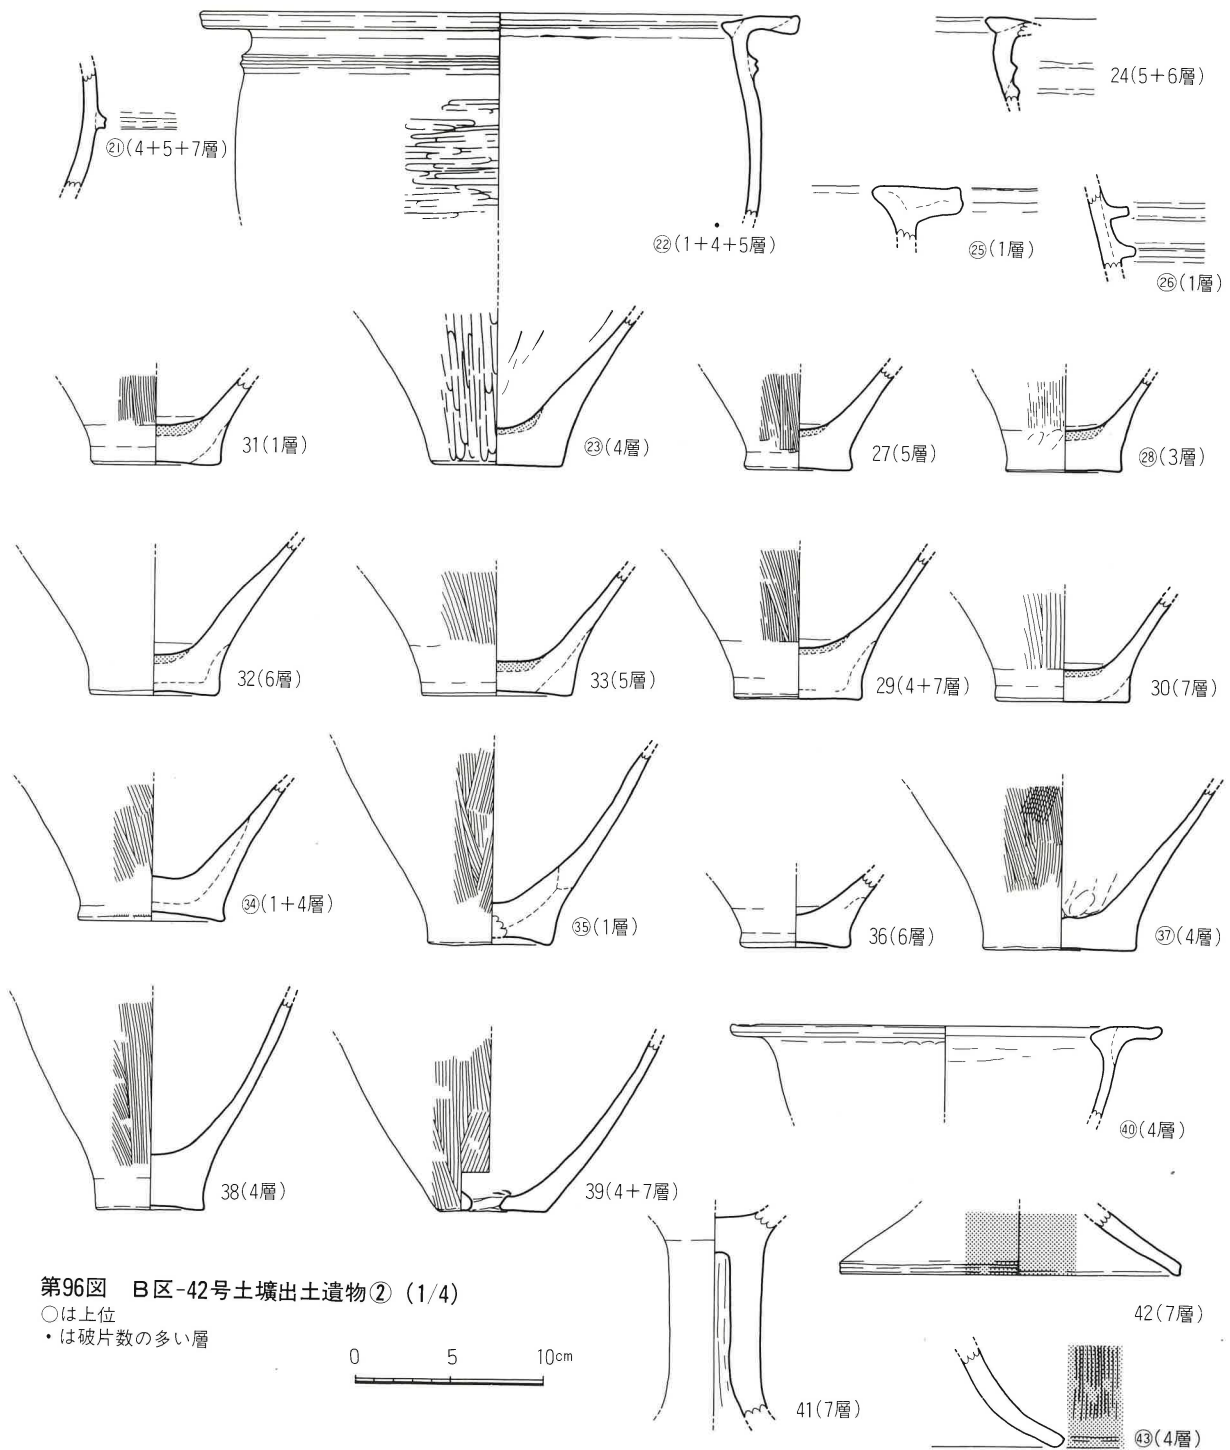 24(5+6層)
㉑(4+5+7層)
㉒(1+4+5層)
㉕(1層)
㉖(1層)
31(1層)
㉓(4層)
27(5層)
㉘(3層)
32(6層)
33(5層)
29(4+7層)
30(7層)
㉞(1+4層)
㉟(1層)
36(6層)
㊲(4層)
38(4層)
39(4+7層)
㊵(4層)
第96図 B区-42号土壙出土遺物② (1/4)
○は上位
・は破片数の多い層
0 5 10cm
41(7層)
42(7層)
㊸(4層)